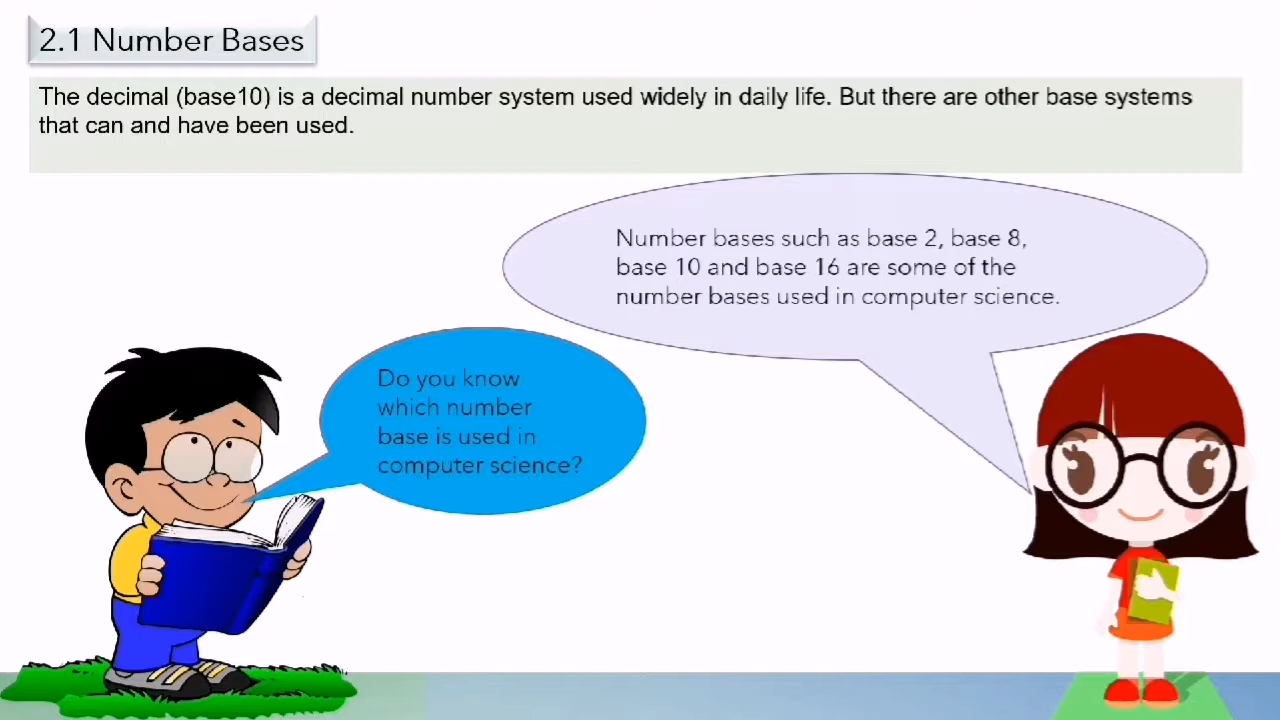 2.1 Number Bases
The decimal (base10) is a decimal number system used widely in daily life. But there are other base systems
that can and have been used.
Number bases such as base 2, base 8,
base 10 and base 16 are some of the
number bases used in computer science.
Do you know
which number
base is used in
computer science?